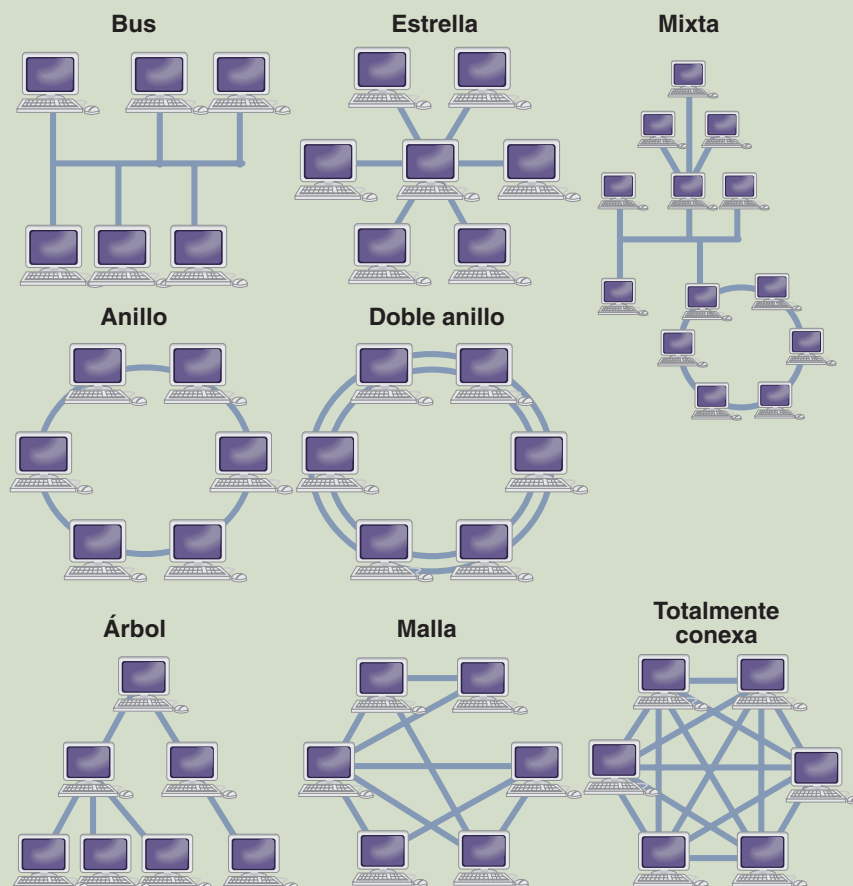 Bus
Estrella
Mixta
Anillo
Doble anillo
Árbol
Malla
Totalmente
conexa